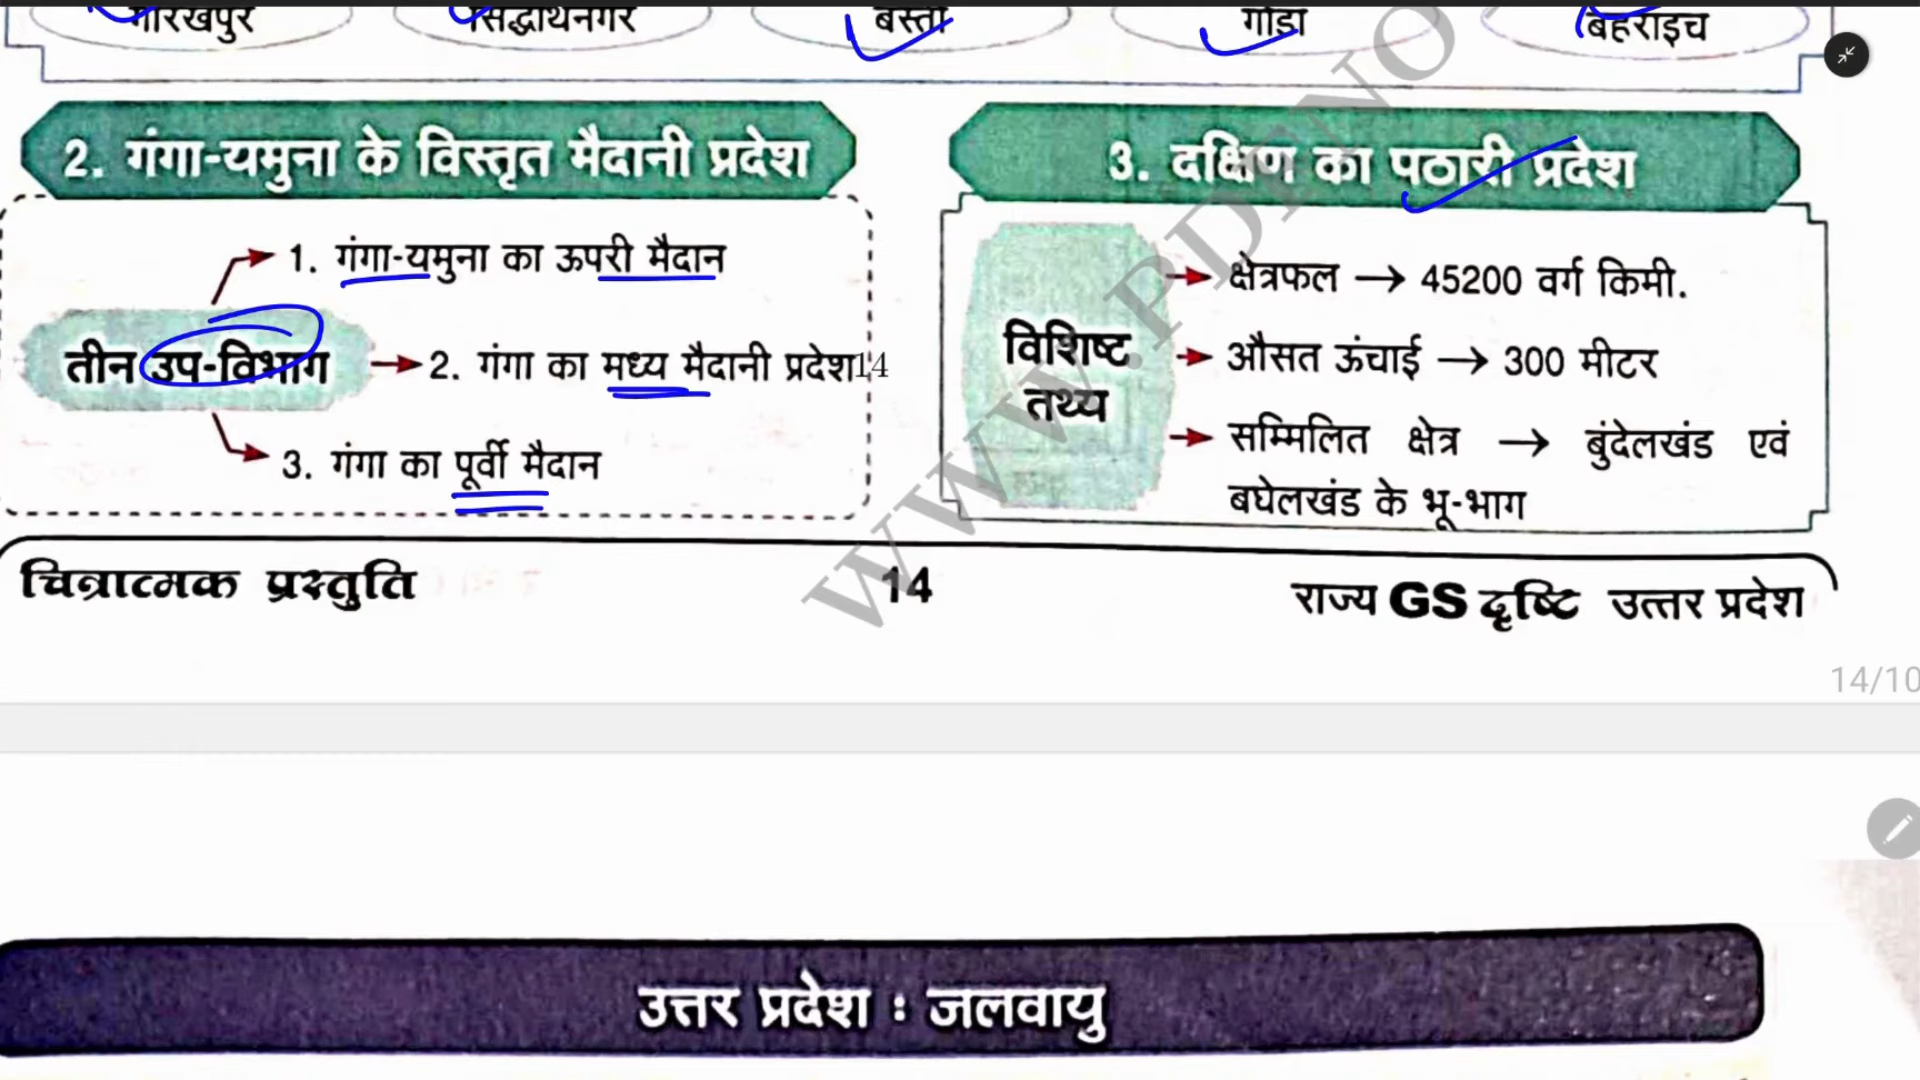 गोरखपुर सिद्धार्थनगर बस्ती गोंडा बहराइच
2. गंगा-यमुना के विस्तृत मैदानी प्रदेश
1. गंगा-यमुना का ऊपरी मैदान
तीन उप-विभाग
2. गंगा का मध्य मैदानी प्रदेश14
3. गंगा का पूर्वी मैदान
3. दक्षिण का पठारी प्रदेश
विशिष्ट
तथ्य
क्षेत्रफल → 45200 वर्ग किमी.
औसत ऊंचाई → 300 मीटर
सम्मिलित क्षेत्र → बुंदेलखंड एवं
बघेलखंड के भू-भाग
चित्रात्मक प्रस्तुति 14 राज्य GS दृष्टि उत्तर प्रदेश
14/10
उत्तर प्रदेश : जलवायु